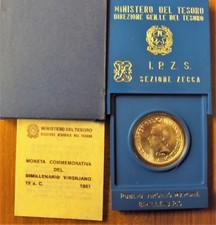 MINISTERO DEL TESORO
DIREZIONE GEN.LE DEL TESORO
I.P.Z.S.
SEZIONE ZECCA
MINISTERO DEL TESORO
MONETA COMMEMORATIVA
DEL
BIMILLENARIO VIRGILIANO
19 a. C.
1981